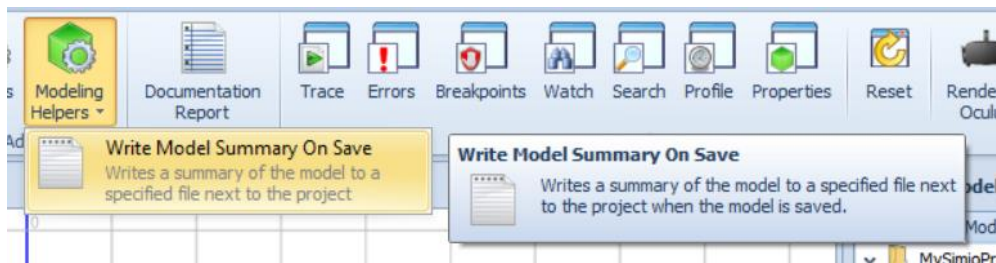 Modeling Helpers
Documentation Report
Trace
Errors
Breakpoints
Watch
Search
Profile
Properties
Reset
Write Model Summary On Save
Writes a summary of the model to a
specified file next to the project
Write Model Summary On Save
Writes a summary of the model to a specified file next
to the project when the model is saved.
0